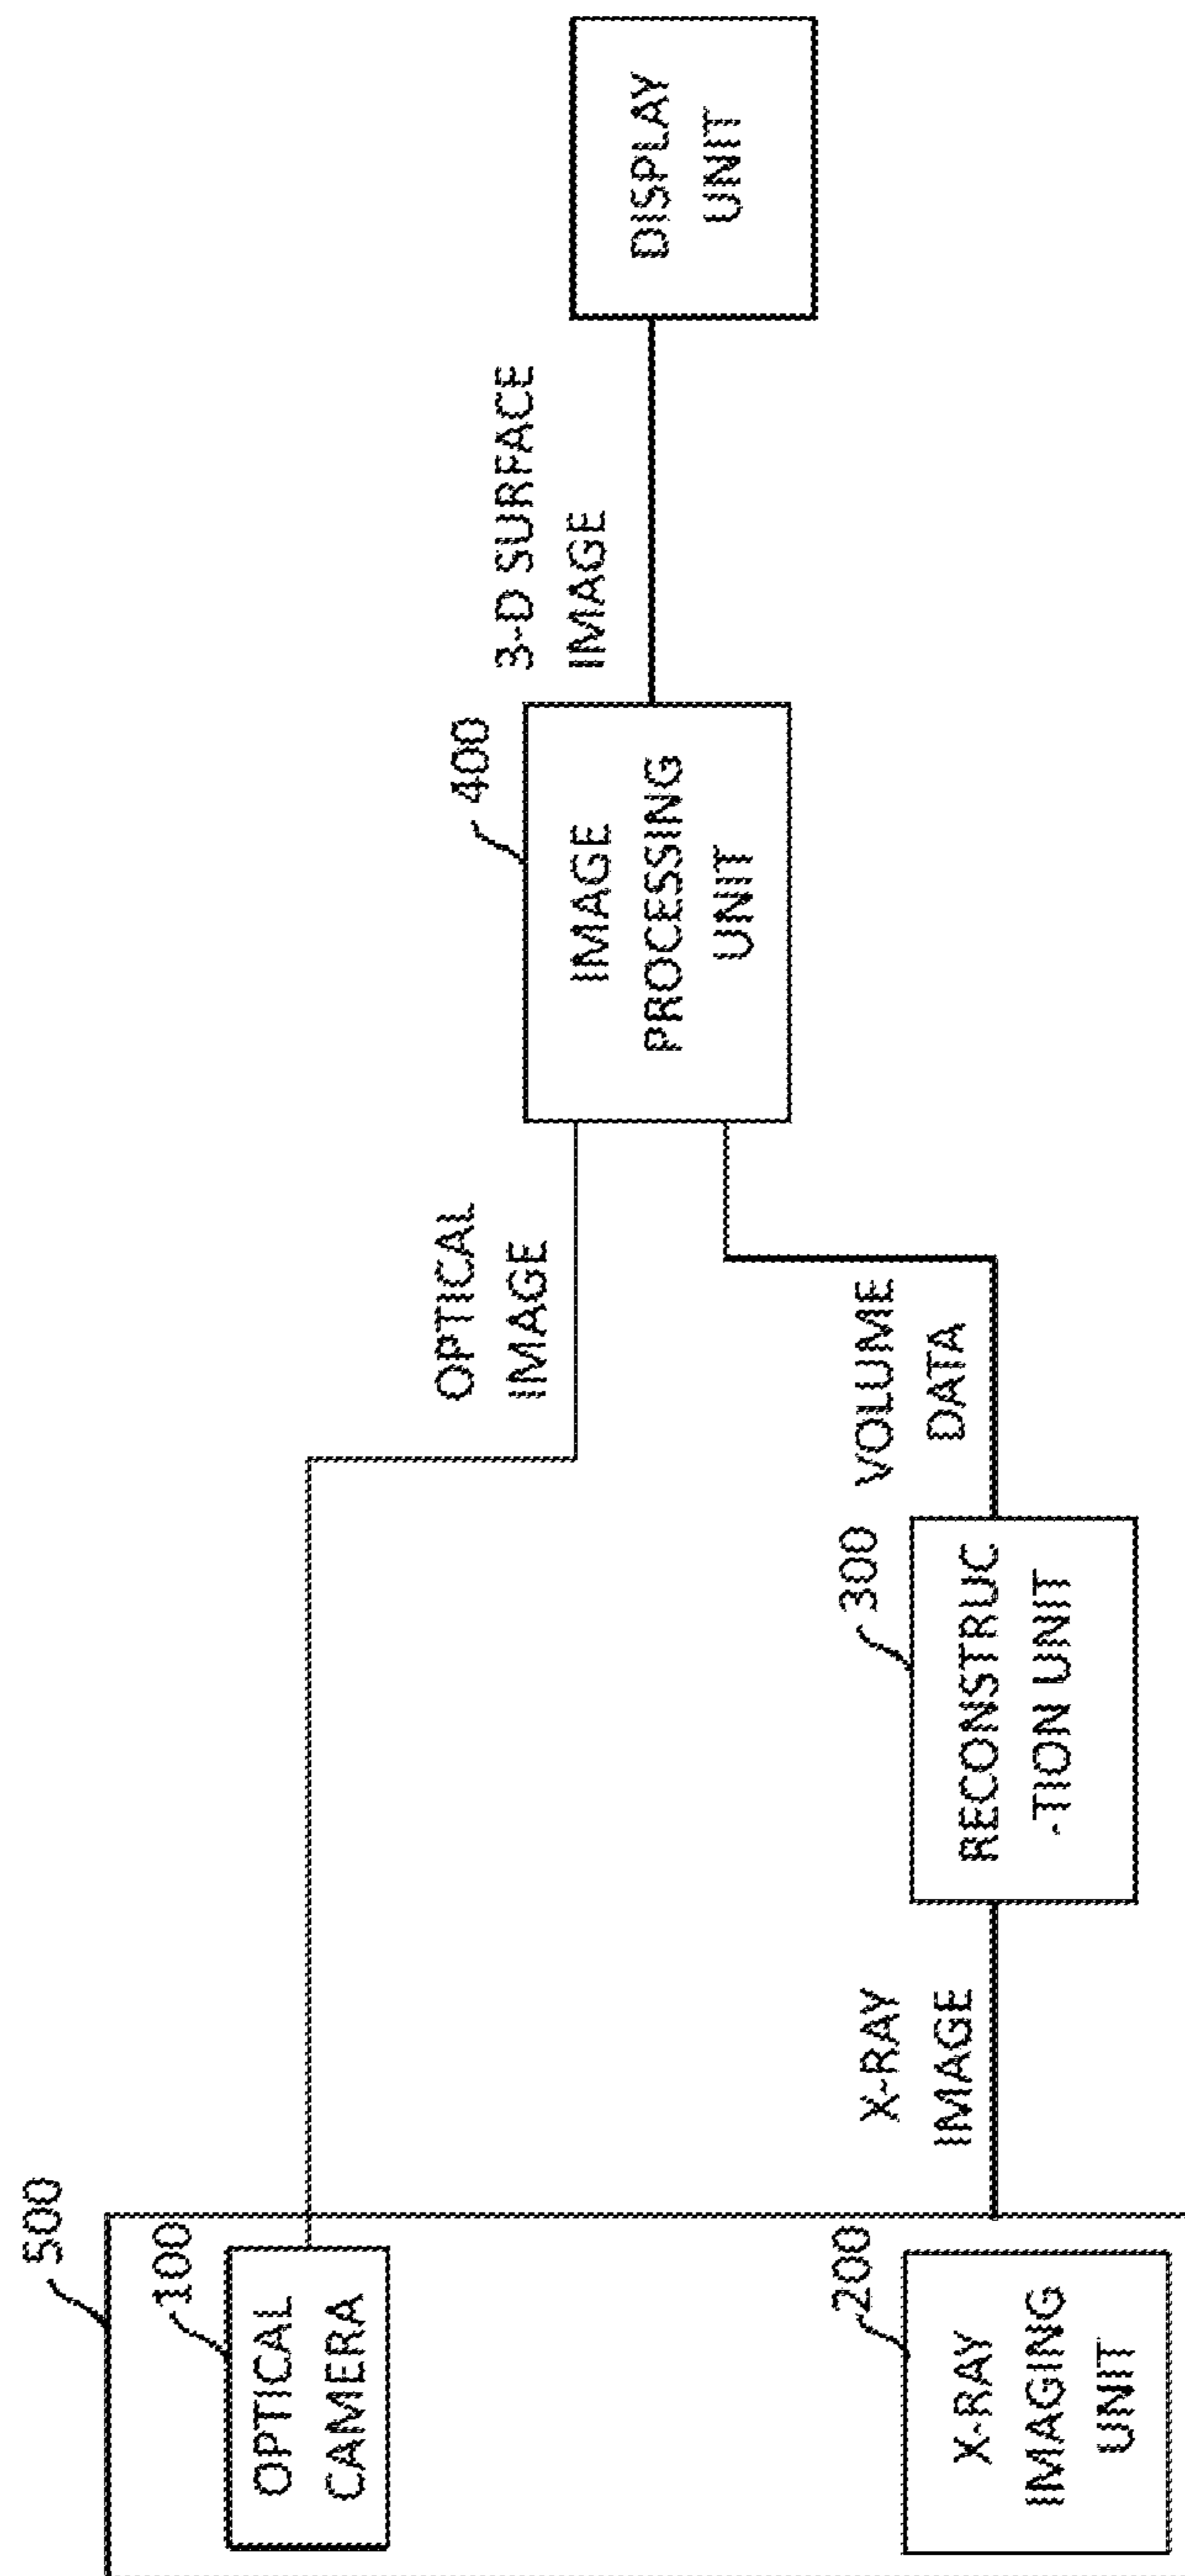 500
100
OPTICAL
CAMERA
200
X-RAY
IMAGING
UNIT
X-RAY
IMAGE
300
RECONSTRUC
-TION UNIT
VOLUME
DATA
OPTICAL
IMAGE
400
IMAGE
PROCESSING
UNIT
3-D SURFACE
IMAGE
DISPLAY
UNIT